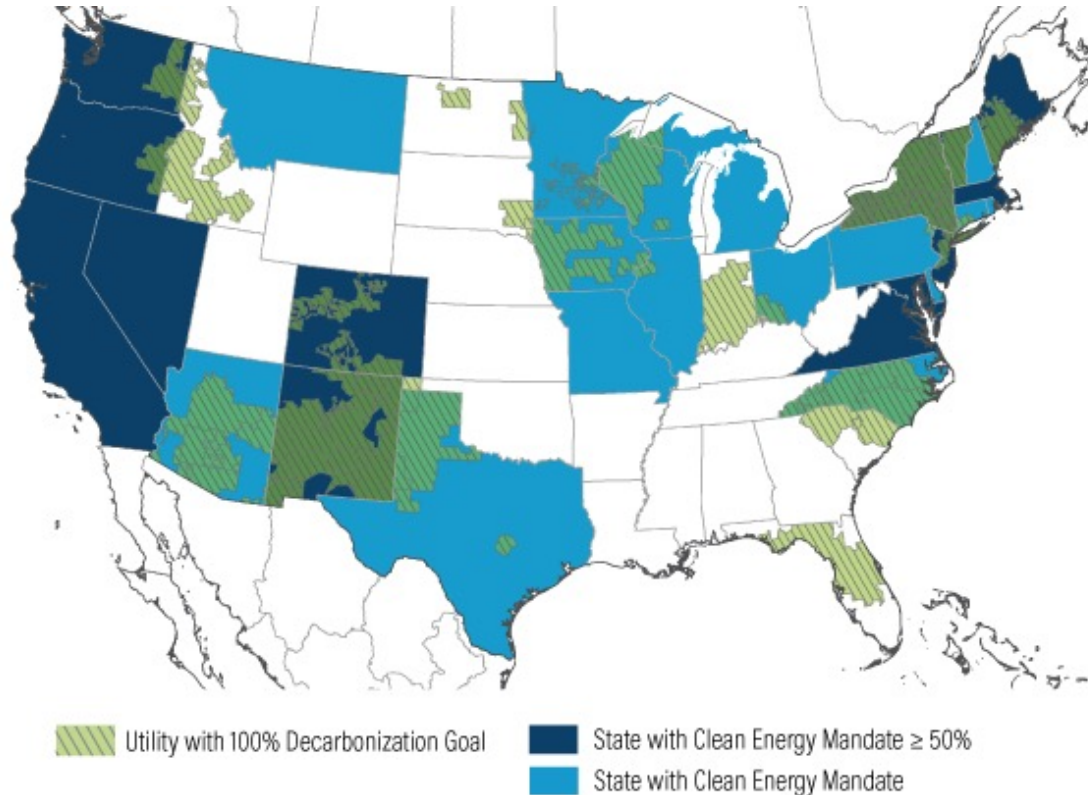 Utility with 100% Decarbonization Goal
State with Clean Energy Mandate ≥ 50%
State with Clean Energy Mandate